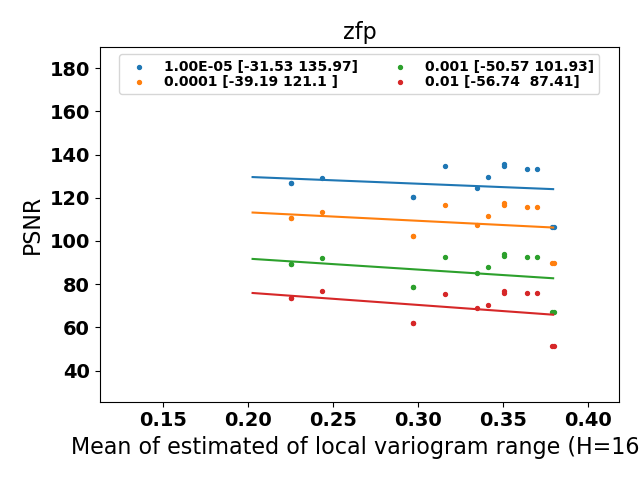 zfp
1.00E-05 [-31.53 135.97]
0.0001 [-39.19 121.1 ]
0.001 [-50.57 101.93]
0.01 [-56.74  87.41]
PSNR
180
160
140
120
100
80
60
40
0.15 0.20 0.25 0.30 0.35 0.40
Mean of estimated of local variogram range (H=16